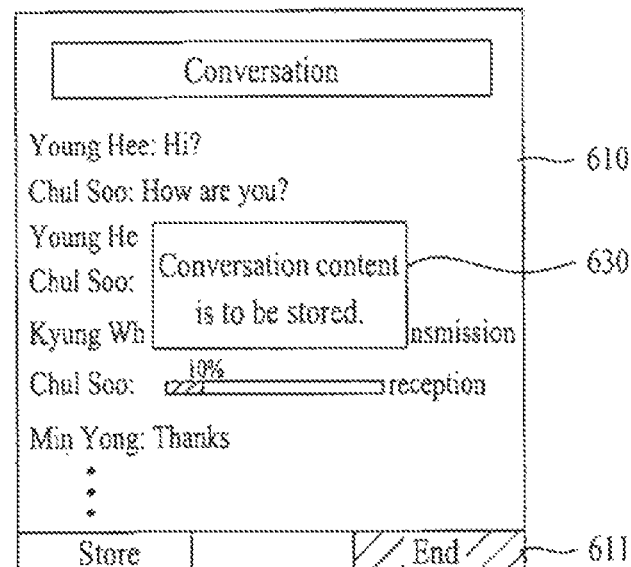 Conversation
Young Hee: Hi?
610
Chul Soo: How are you?
Young He
Conversation content
is to be stored.
630
Chul Soo:
Kyung Wh
nsmission
10%
Chul Soo: reception
Min Yong: Thanks
Store
End
611